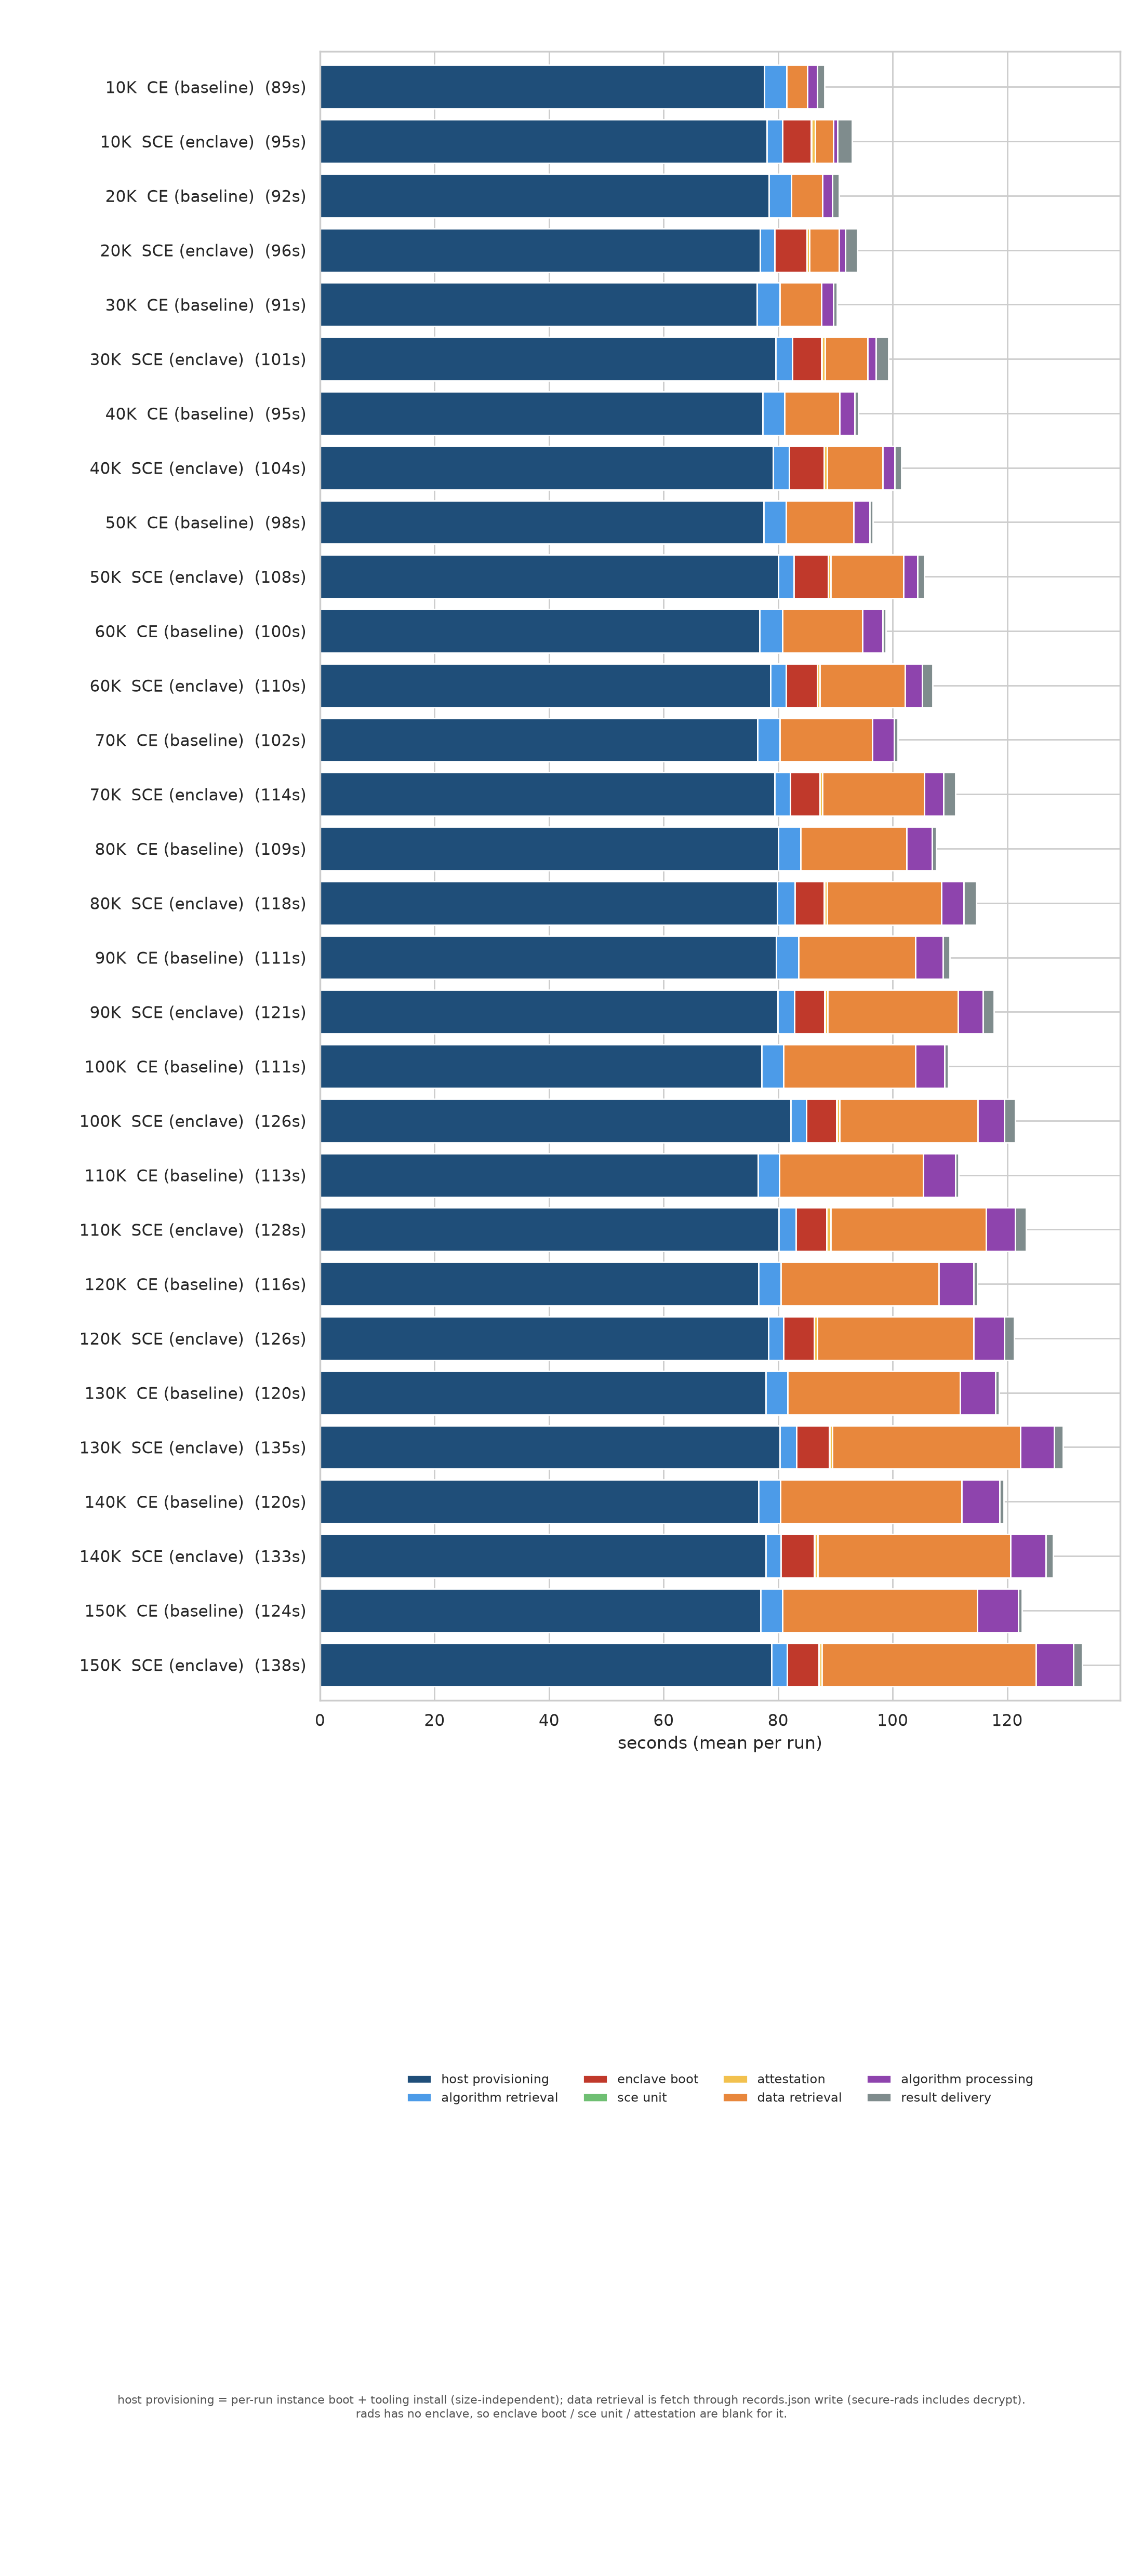 10K  CE (baseline)  (89s)
10K  SCE (enclave)  (95s)
20K  CE (baseline)  (92s)
20K  SCE (enclave)  (96s)
30K  CE (baseline)  (91s)
30K  SCE (enclave)  (101s)
40K  CE (baseline)  (95s)
40K  SCE (enclave)  (104s)
50K  CE (baseline)  (98s)
50K  SCE (enclave)  (108s)
60K  CE (baseline)  (100s)
60K  SCE (enclave)  (110s)
70K  CE (baseline)  (102s)
70K  SCE (enclave)  (114s)
80K  CE (baseline)  (109s)
80K  SCE (enclave)  (118s)
90K  CE (baseline)  (111s)
90K  SCE (enclave)  (121s)
100K  CE (baseline)  (111s)
100K  SCE (enclave)  (126s)
110K  CE (baseline)  (113s)
110K  SCE (enclave)  (128s)
120K  CE (baseline)  (116s)
120K  SCE (enclave)  (126s)
130K  CE (baseline)  (120s)
130K  SCE (enclave)  (135s)
140K  CE (baseline)  (120s)
140K  SCE (enclave)  (133s)
150K  CE (baseline)  (124s)
150K  SCE (enclave)  (138s)
0 20 40 60 80 100 120
seconds (mean per run)
host provisioning enclave boot attestation algorithm processing
algorithm retrieval sce unit data retrieval result delivery
host provisioning = per-run instance boot + tooling install (size-independent); data retrieval is fetch through records.json write (secure-rads includes decrypt).
rads has no enclave, so enclave boot / sce unit / attestation are blank for it.